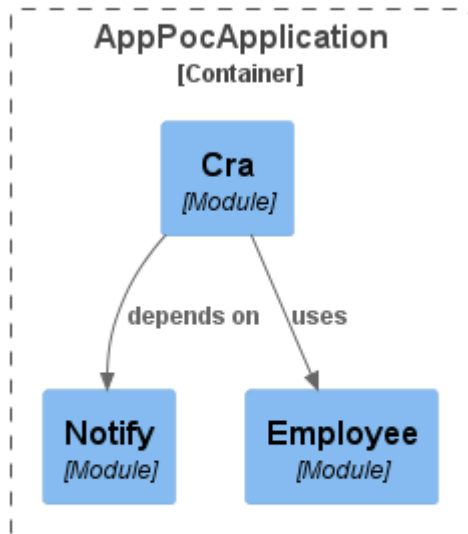 AppPocApplication
[Container]
Cra
[Module]
depends on
uses
Notify
[Module]
Employee
[Module]